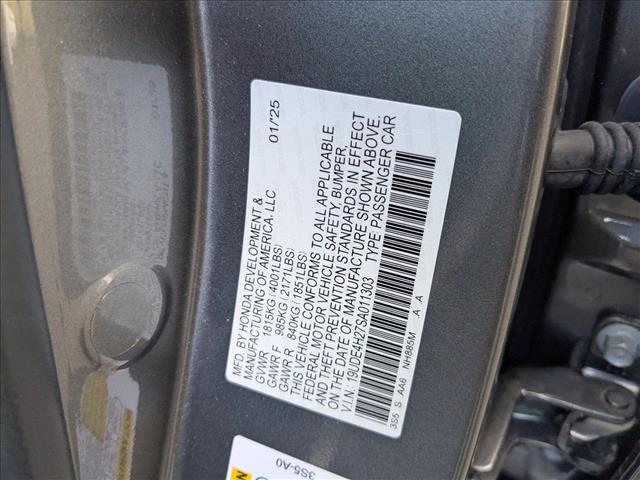 01/'25
MFD. BY HONDA DEVELOPMENT &
MANUFACTURING OF AMERICA, LLC
GVWR 1815KG(4001LBS)
GAWR F 985KG(2171LBS)
GAWR R 840KG(1851LBS)
THIS VEHICLE CONFORMS TO ALL APPLICABLE
FEDERAL MOTOR VEHICLE SAFETY, BUMPER,
AND THEFT PREVENTION STANDARDS IN EFFECT
ON THE DATE OF MANUFACTURE SHOWN ABOVE.
V.I.N: 19UDE4H27SA011303 TYPE: PASSENGER CAR
3S5 S AA6 NH885M A A
3S5-A0